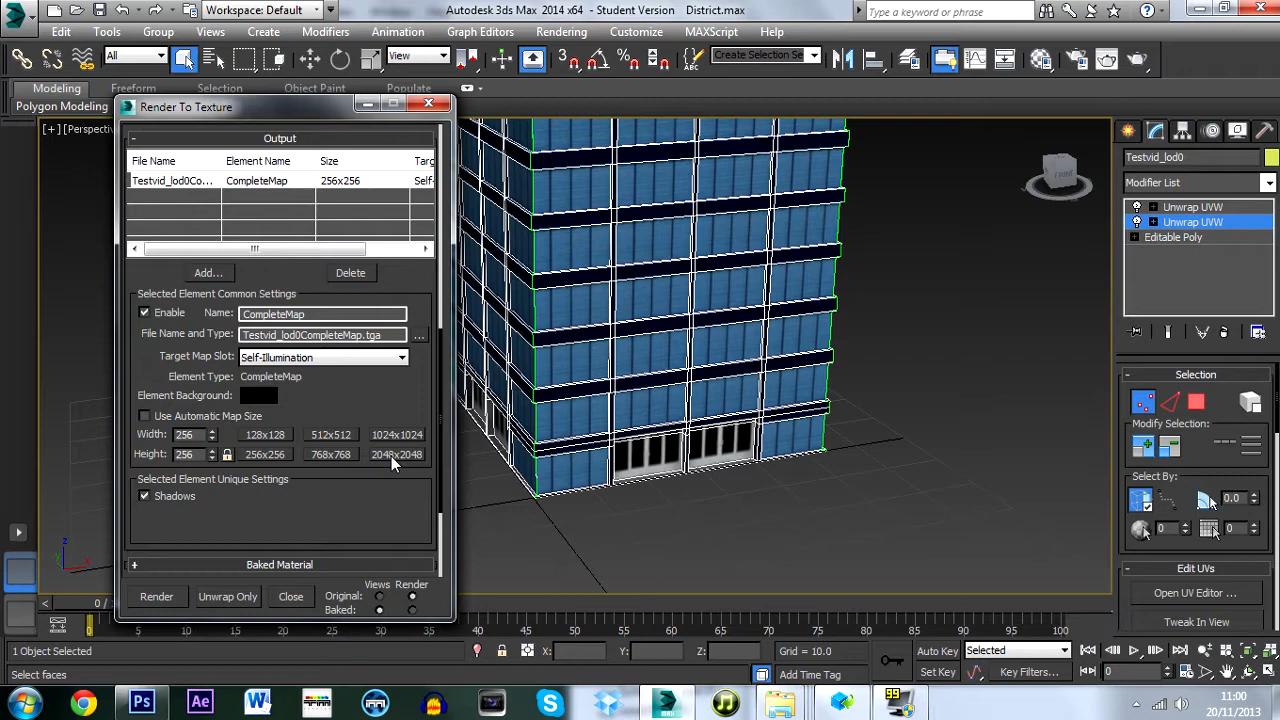 Workspace: Default
Autodesk 3ds Max 2014 x64 - Student Version District.max
Type a keyword or phrase
Edit Tools Group Views Create Modifiers Animation Graph Editors Rendering Customize MAXScript Help
All
View
Create Selection Se
Modeling Freeform Selection Object Paint Populate
Polygon Modeling
Render To Texture
[+] [Perspective
FRONT
Output
File Name Element Name Size Targ
Testvid_lod0Co... CompleteMap 256x256 Self-
Add... Delete
Selected Element Common Settings
Enable Name: CompleteMap
File Name and Type: Testvid_lod0CompleteMap.tga ...
Target Map Slot: Self-Illumination
Element Type: CompleteMap
Element Background:
Use Automatic Map Size
Width: 256 128x128 512x512 1024x1024
Height: 256 256x256 768x768 2048x2048
Selected Element Unique Settings
Shadows
Baked Material
Views Render
Render Unwrap Only Close Original:
Baked:
Testvid_lod0
Modifier List
Unwrap UVW
Unwrap UVW
Editable Poly
Selection
Modify Selection:
Select By:
0.0
0 0
Edit UVs
Open UV Editor ...
Tweak In View
z
x
0 /
0 5 10 15 20 25 30 35 40 45 50 55 60 65 70 75 80 85 90 95 100
1 Object Selected X: Y: Z: Grid = 10.0 Auto Key Selected
Select faces Add Time Tag Set Key Key Filters... 0
99
11:00
20/11/2013